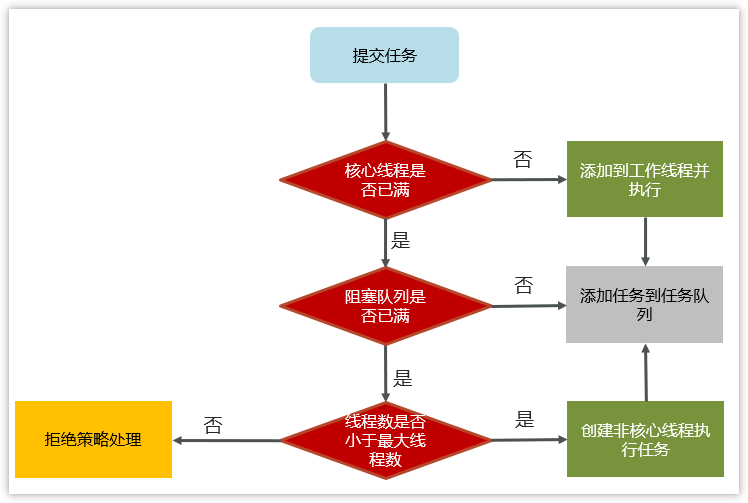 提交任务
核心线程是
否已满
否
添加到工作线程并
执行
是
阻塞队列是
否已满
否
添加任务到任务队
列
是
拒绝策略处理
否
线程数是否
小于最大线
程数
是
创建非核心线程执
行任务